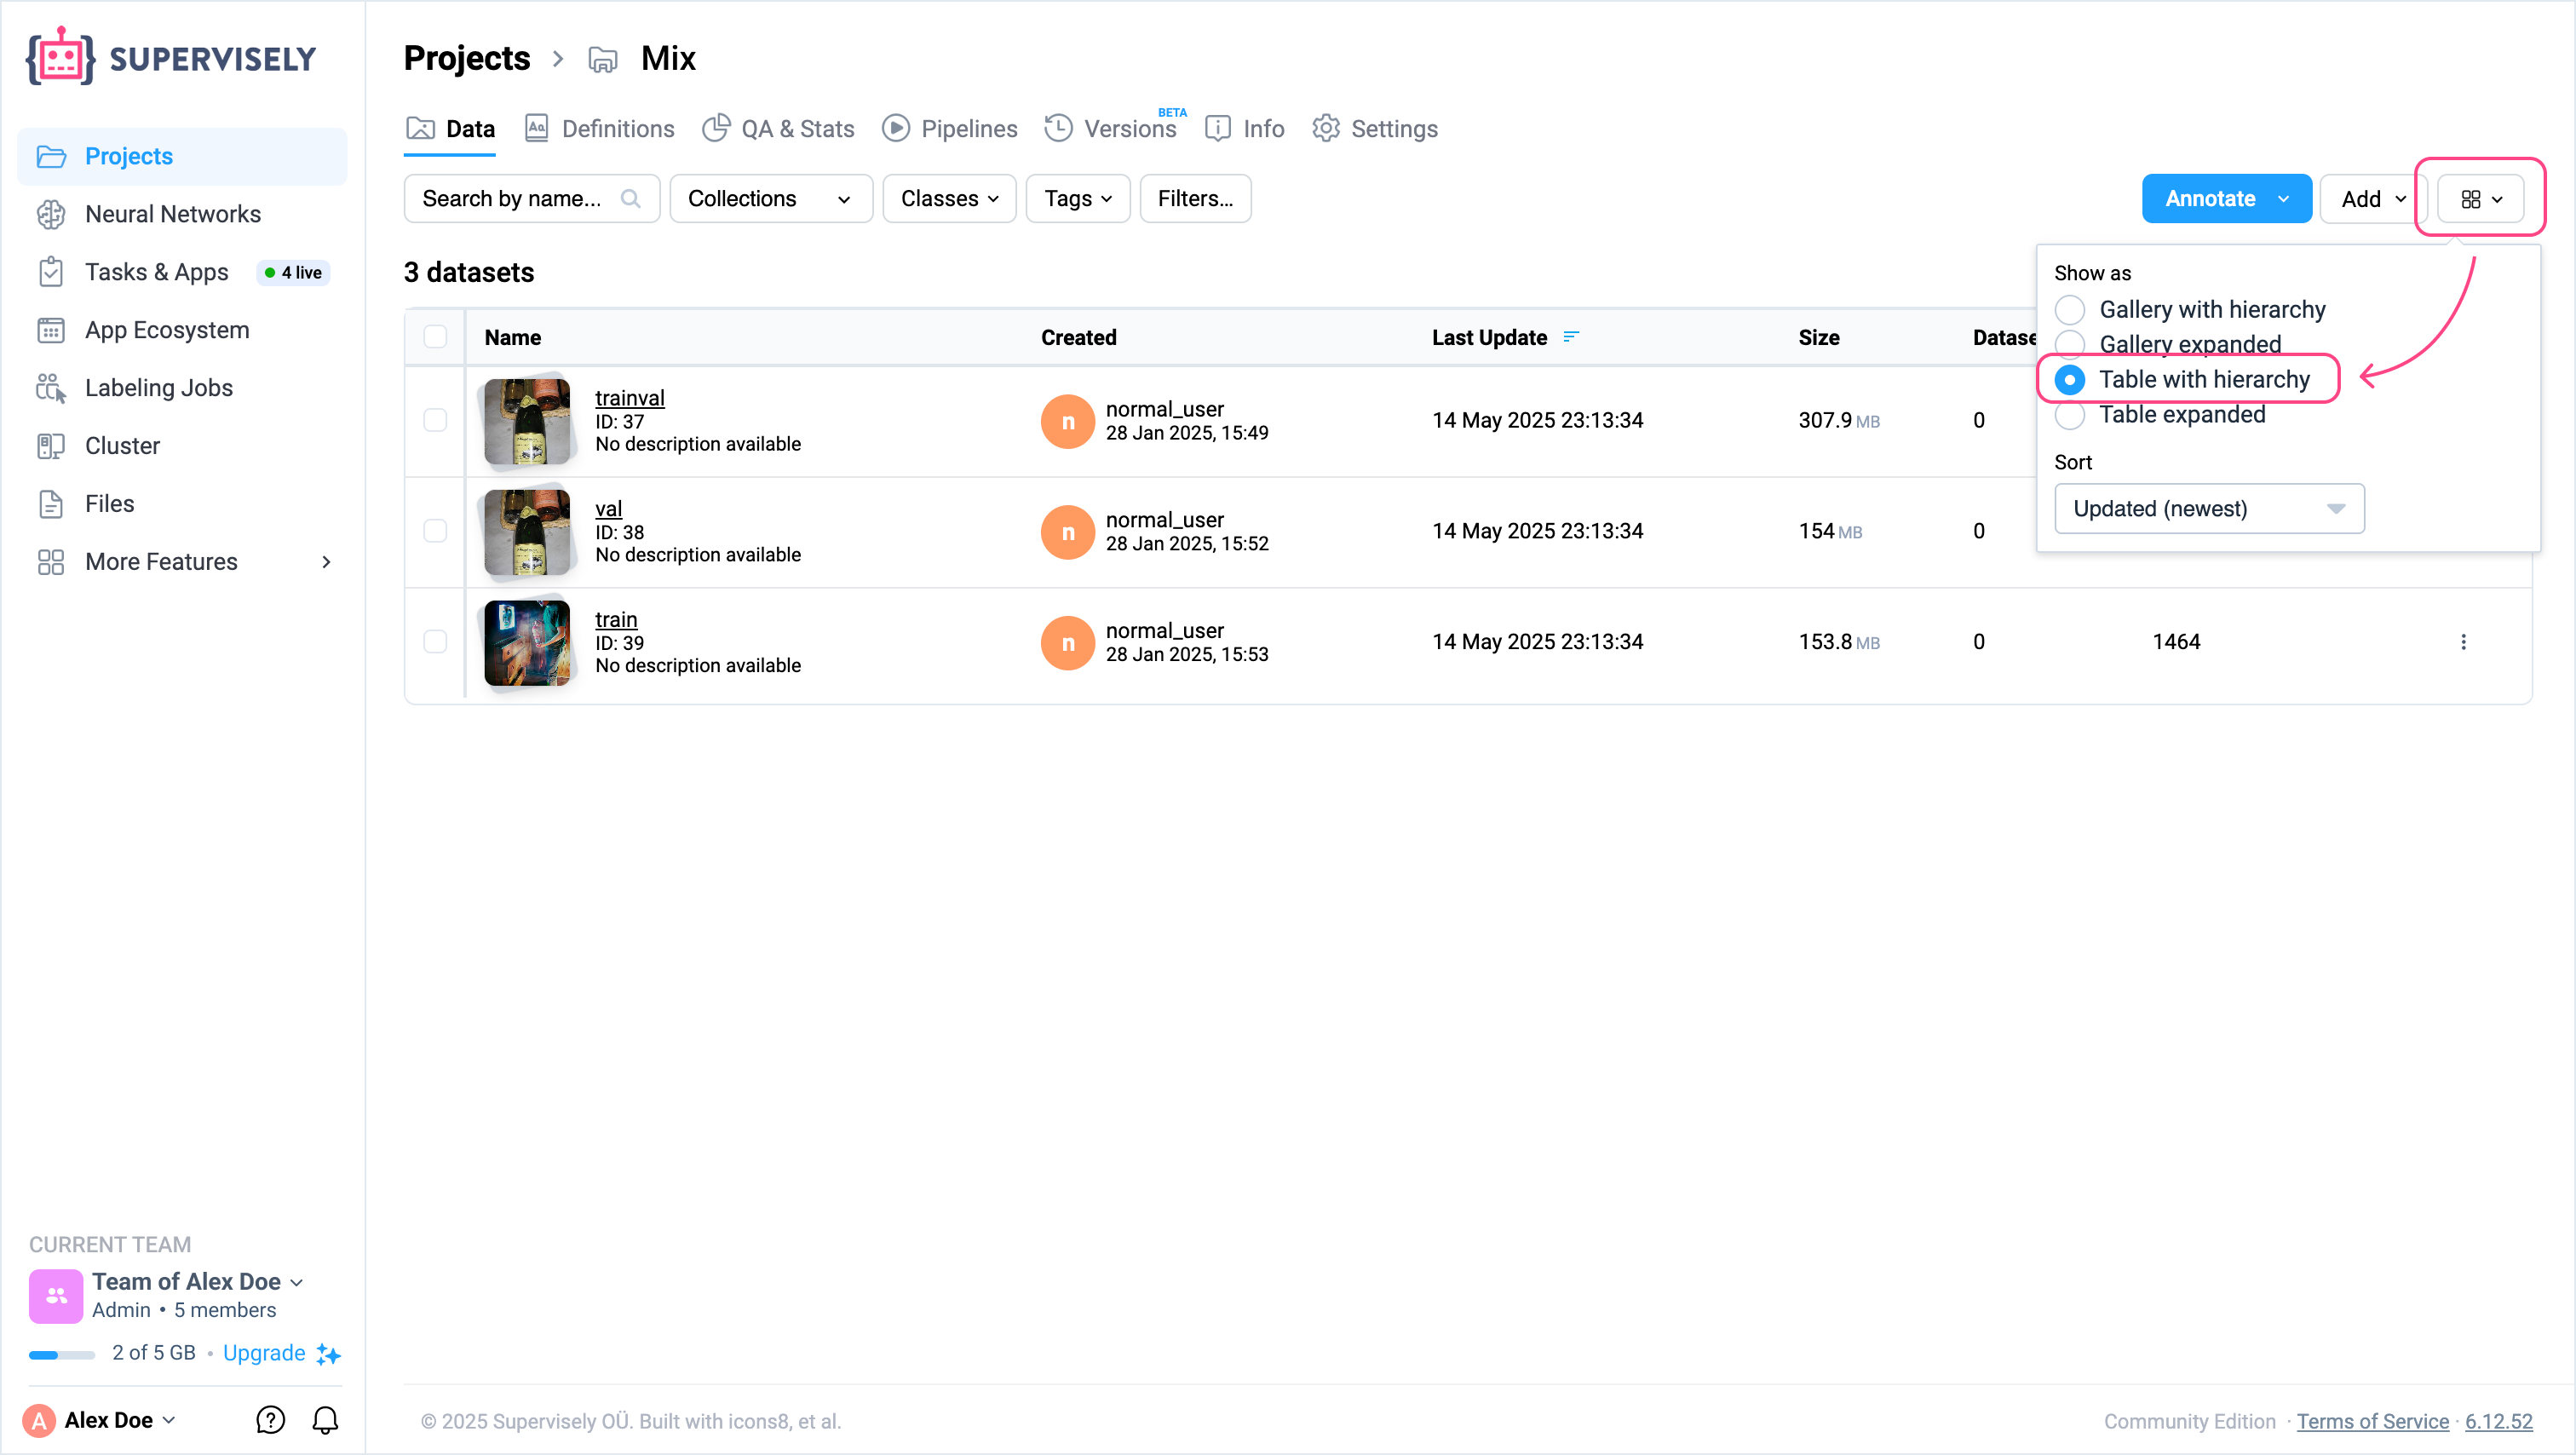 SUPERVISELY
Projects
Neural Networks
Tasks & Apps 4 live
App Ecosystem
Labeling Jobs
Cluster
Files
More Features
CURRENT TEAM
Team of Alex Doe
Admin • 5 members
2 of 5 GB • Upgrade
A Alex Doe
Projects > Mix
Data Definitions QA & Stats Pipelines Versions BETA Info Settings
Search by name... Collections Classes Tags Filters... Annotate Add
3 datasets
Name Created Last Update Size Datase
trainval
ID: 37
No description available
n normal_user
28 Jan 2025, 15:49
14 May 2025 23:13:34 307.9 MB 0
val
ID: 38
No description available
n normal_user
28 Jan 2025, 15:52
14 May 2025 23:13:34 154 MB 0
train
ID: 39
No description available
n normal_user
28 Jan 2025, 15:53
14 May 2025 23:13:34 153.8 MB 0 1464
Show as
Gallery with hierarchy
Gallery expanded
Table with hierarchy
Table expanded
Sort
Updated (newest)
© 2025 Supervisely OÜ. Built with icons8, et al.
Community Edition · Terms of Service · 6.12.52